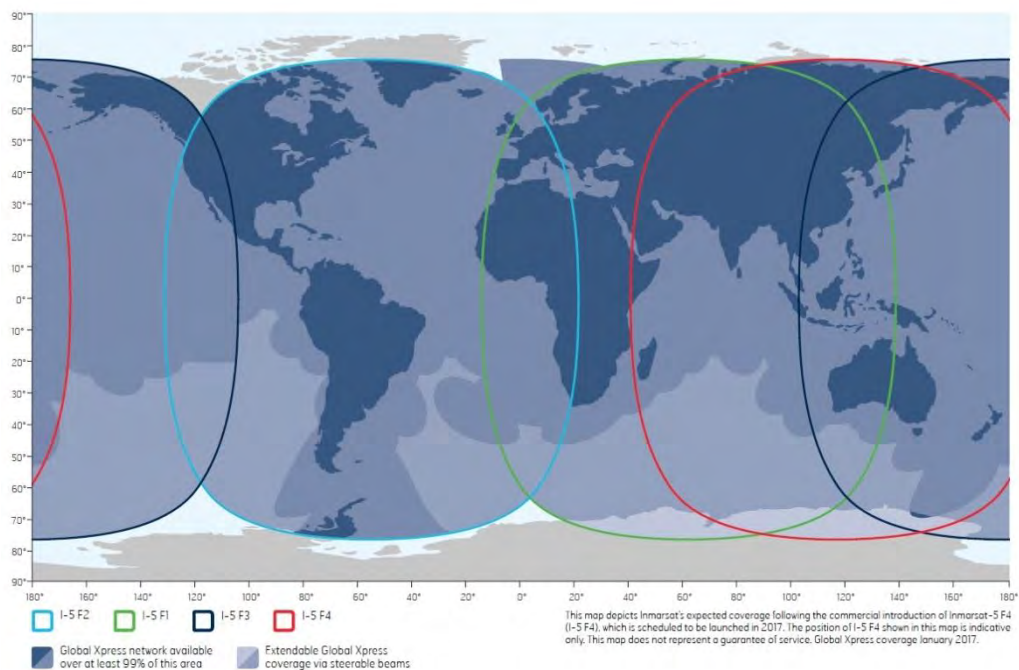 90°
80°
70°
60°
50°
40°
30°
20°
10°
0°
10°
20°
30°
40°
50°
60°
70°
80°
90°
180° 160° 140° 120° 100° 80° 60° 40° 20° 0° 20° 40° 60° 80° 100° 120° 140° 160° 180°
I-5 F2 I-5 F1 I-5 F3 I-5 F4
Global Xpress network available
over at least 99% of this area
Extendable Global Xpress
coverage via steerable beams
This map depicts Inmarsat's expected coverage following the commercial introduction of Inmarsat-5 F4
(I-5 F4), which is scheduled to be launched in 2017. The position of I-5 F4 shown in this map is indicative
only. This map does not represent a guarantee of service. Global Xpress coverage January 2017.